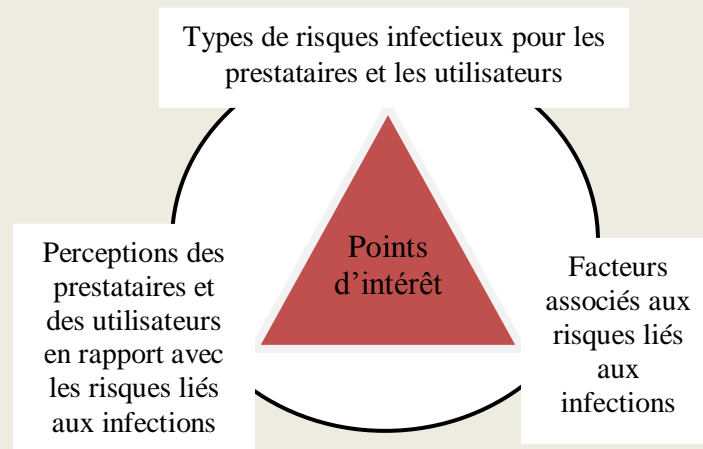 Types de risques infectieux pour les
prestataires et les utilisateurs
Perceptions des
prestataires et
des utilisateurs
en rapport avec
les risques liés
aux infections
Points
d’intérêt
Facteurs
associés aux
risques liés
aux
infections